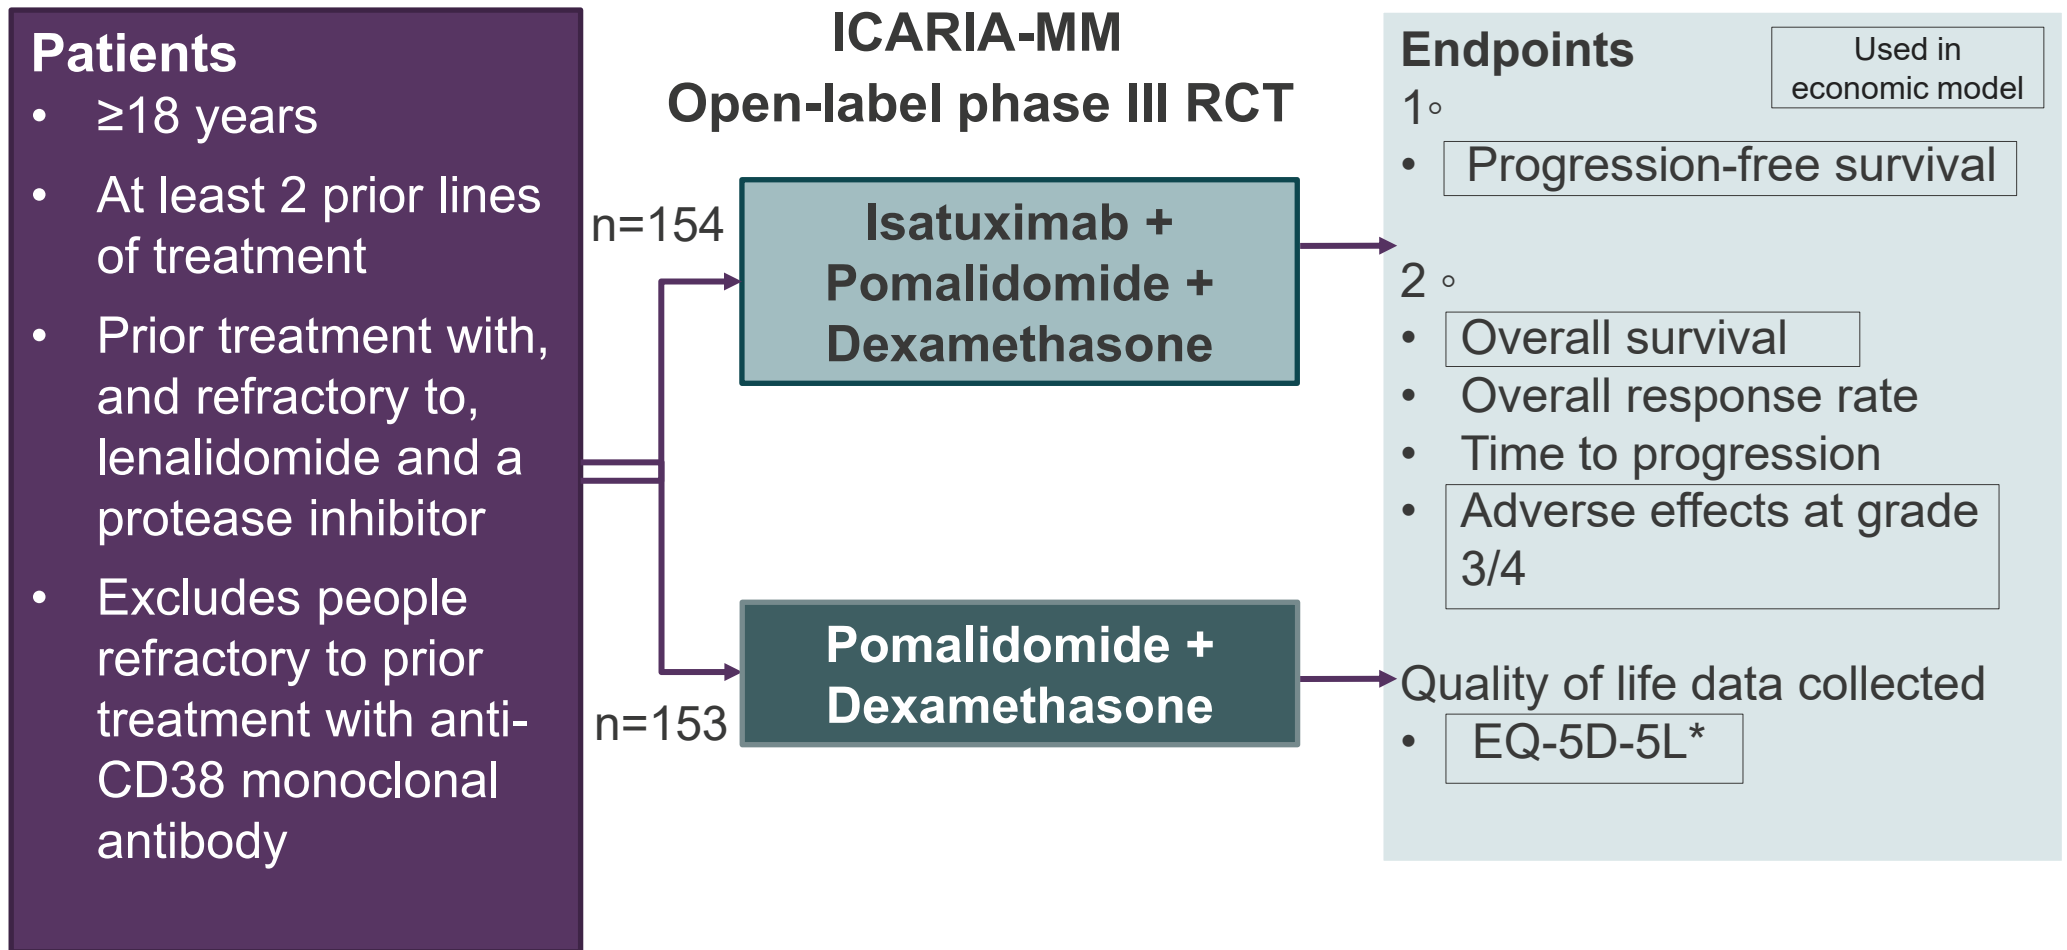 Patients
• ≥18 years
• At least 2 prior lines
of treatment
• Prior treatment with,
and refractory to,
lenalidomide and a
protease inhibitor
• Excludes people
refractory to prior
treatment with anti-
CD38 monoclonal
antibody
ICARIA-MM
Open-label phase III RCT
n=154
Isatuximab +
Pomalidomide +
Dexamethasone
n=153
Pomalidomide +
Dexamethasone
Endpoints
Used in
economic model
1◦
• Progression-free survival
2 ◦
• Overall survival
• Overall response rate
• Time to progression
• Adverse effects at grade
3/4
Quality of life data collected
• EQ-5D-5L*